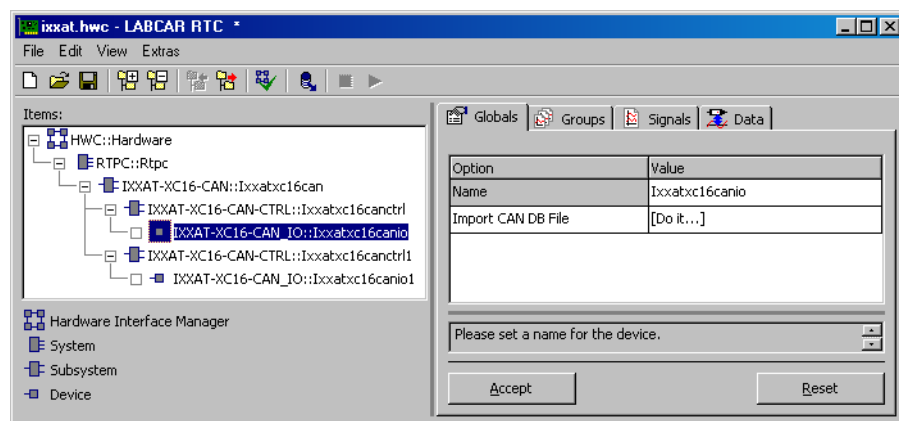 ixxat.hwc - LABCAR RTC *
File Edit View Extras
Items:
HWC::Hardware
RTPC::Rtpc
IXXAT-XC16-CAN::Ixxatxc16can
IXXAT-XC16-CAN-CTRL::Ixxatxc16canctrl
IXXAT-XC16-CAN_IO::Ixxatxc16canio
IXXAT-XC16-CAN-CTRL::Ixxatxc16canctrl1
IXXAT-XC16-CAN_IO::Ixxatxc16canio1
Hardware Interface Manager
System
Subsystem
Device
Globals Groups Signals Data
Option Value
Name Ixxatxc16canio
Import CAN DB File [Do it...]
Please set a name for the device.
Accept Reset